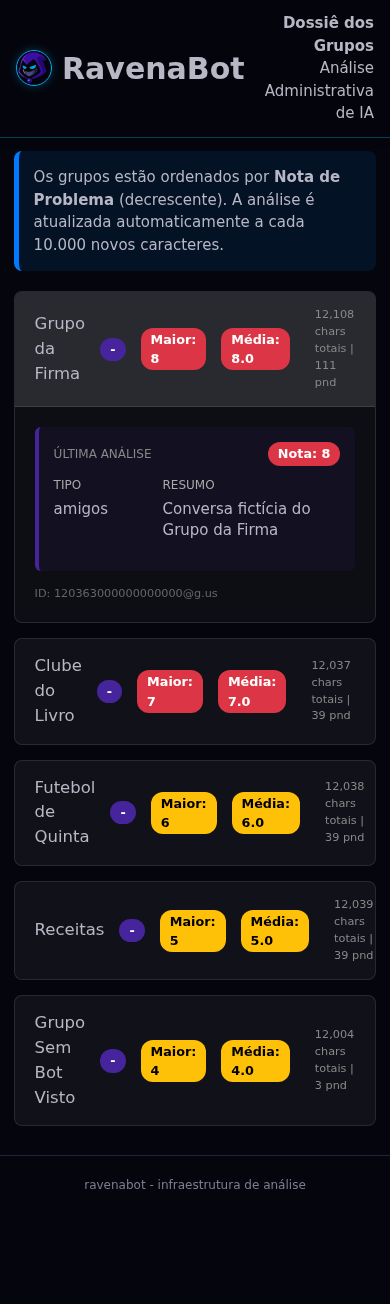 RavenaBot
Dossiê dos
Grupos
Análise
Administrativa
de IA
Os grupos estão ordenados por Nota de
Problema (decrescente). A análise é
atualizada automaticamente a cada
10.000 novos caracteres.
Grupo
da
Firma
-
Maior:
8
Média:
8.0
12,108
chars
totais |
111
pnd
ÚLTIMA ANÁLISE
Nota: 8
TIPO
amigos
RESUMO
Conversa fictícia do
Grupo da Firma
ID: 120363000000000000@g.us
Clube
do
Livro
-
Maior:
7
Média:
7.0
12,037
chars
totais |
39 pnd
Futebol
de
Quinta
-
Maior:
6
Média:
6.0
12,038
chars
totais |
39 pnd
Receitas
-
Maior:
5
Média:
5.0
12,039
chars
totais |
39 pnd
Grupo
Sem
Bot
Visto
-
Maior:
4
Média:
4.0
12,004
chars
totais |
3 pnd
ravenabot - infraestrutura de análise